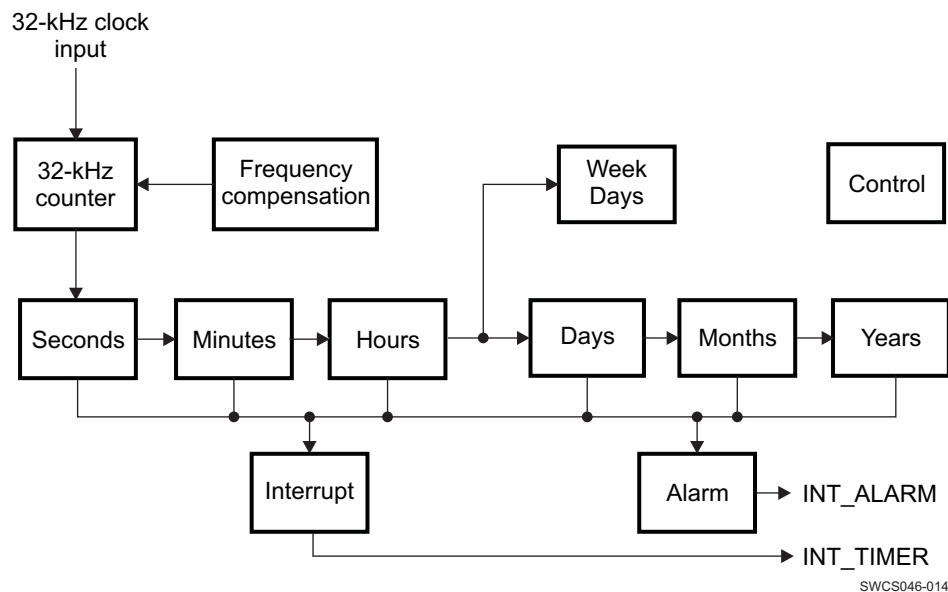 32-kHz clock
input
32-kHz
counter
Frequency
compensation
Week
Days
Control
Seconds
Minutes
Hours
Days
Months
Years
Interrupt
Alarm
INT_ALARM
INT_TIMER
SWCS046-014